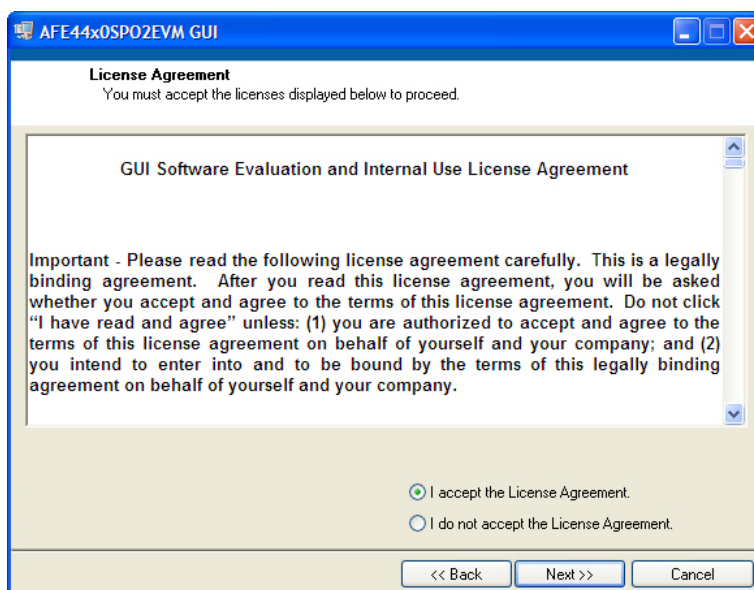 AFE44x0SPO2EVM GUI
License Agreement
You must accept the licenses displayed below to proceed.
GUI Software Evaluation and Internal Use License Agreement
Important - Please read the following license agreement carefully. This is a legally
binding agreement. After you read this license agreement, you will be asked
whether you accept and agree to the terms of this license agreement. Do not click
“I have read and agree” unless: (1) you are authorized to accept and agree to the
terms of this license agreement on behalf of yourself and your company; and (2)
you intend to enter into and to be bound by the terms of this legally binding
agreement on behalf of yourself and your company.
I accept the License Agreement.
I do not accept the License Agreement.
<< Back Next >> Cancel